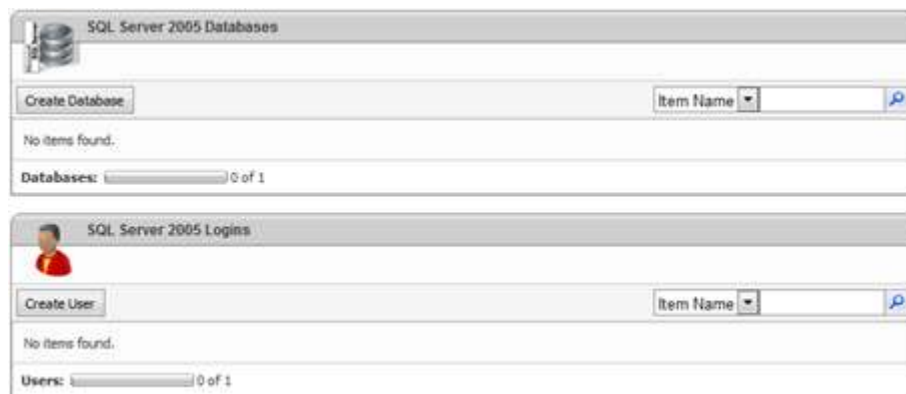 SQL Server 2005 Databases
Create Database
Item Name
No items found.
Databases: 0 of 1
SQL Server 2005 Logins
Create User
Item Name
No items found.
Users: 0 of 1